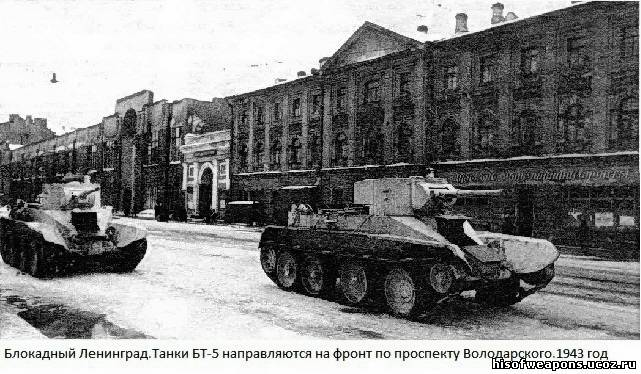 Блокадный Ленинград.Танки БТ-5 направляются на фронт по проспекту Володарского.1943 год
hisofweapons.ucoz.ru